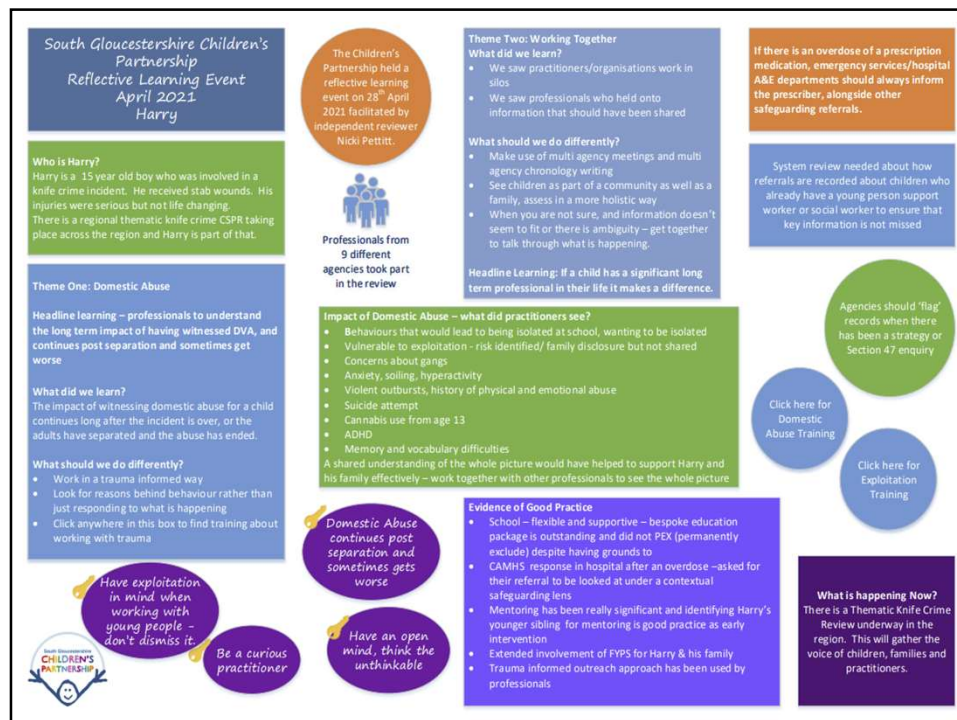 South Gloucestershire Children's
Partnership
Reflective Learning Event
April 2021
Harry
Who is Harry?
Harry is a 15 year old boy who was involved in a
knife crime incident. He received stab wounds. His
injuries were serious but not life changing.
There is a regional thematic knife crime CSPR taking
place across the region and Harry is part of that.
Theme One: Domestic Abuse
Headline learning – professionals to understand
the long term impact of having witnessed DVA, and
continues post separation and sometimes get
worse
What did we learn?
The impact of witnessing domestic abuse for a child
continues long after the incident is over, or the
adults have separated and the abuse has ended.
What should we do differently?
• Work in a trauma informed way
• Look for reasons behind behaviour rather than
just responding to what is happening
• Click anywhere in this box to find training about
working with trauma
The Children's
Partnership held a
reflective learning
event on 28th April
2021 facilitated by
independent reviewer
Nicki Pettitt.
Professionals from
9 different
agencies took part
in the review
Theme Two: Working Together
What did we learn?
• We saw practitioners/organisations work in
silos
• We saw professionals who held onto
information that should have been shared
What should we do differently?
• Make use of multi agency meetings and multi
agency chronology writing
• See children as part of a community as well as a
family, assess in a more holistic way
• When you are not sure, and information doesn't
seem to fit or there is ambiguity – get together
to talk through what is happening.
Headline Learning: If a child has a significant long
term professional in their life it makes a difference.
Impact of Domestic Abuse – what did practitioners see?
• Behaviours that would lead to being isolated at school, wanting to be isolated
• Vulnerable to exploitation - risk identified/ family disclosure but not shared
• Concerns about gangs
• Anxiety, soiling, hyperactivity
• Violent outbursts, history of physical and emotional abuse
• Suicide attempt
• Cannabis use from age 13
• ADHD
• Memory and vocabulary difficulties
A shared understanding of the whole picture would have helped to support Harry and
his family effectively – work together with other professionals to see the whole picture
If there is an overdose of a prescription
medication, emergency services/hospital
A&E departments should always inform
the prescriber, alongside other
safeguarding referrals.
System review needed about how
referrals are recorded about children who
already have a young person support
worker or social worker to ensure that
key information is not missed
Agencies should 'flag'
records when there
has been a strategy or
Section 47 enquiry
Click here for
Domestic
Abuse Training
Click here for
Exploitation
Training
Evidence of Good Practice
• School – flexible and supportive – bespoke education
package is outstanding and did not PEX (permanently
exclude) despite having grounds to
• CAMHS response in hospital after an overdose –asked for
their referral to be looked at under a contextual
safeguarding lens
• Mentoring has been really significant and identifying Harry's
younger sibling for mentoring is good practice as early
intervention
• Extended involvement of FYPS for Harry & his family
• Trauma informed outreach approach has been used by
professionals
Domestic Abuse
continues post
separation and
sometimes gets
worse
Have exploitation
in mind when
working with
young people -
don't dismiss it.
Be a curious
practitioner
Have an open
mind, think the
unthinkable
What is happening Now?
There is a Thematic Knife Crime
Review underway in the
region. This will gather the
voice of children, families and
practitioners.
South Gloucestershire
CHILDREN'S
PARTNERSHIP